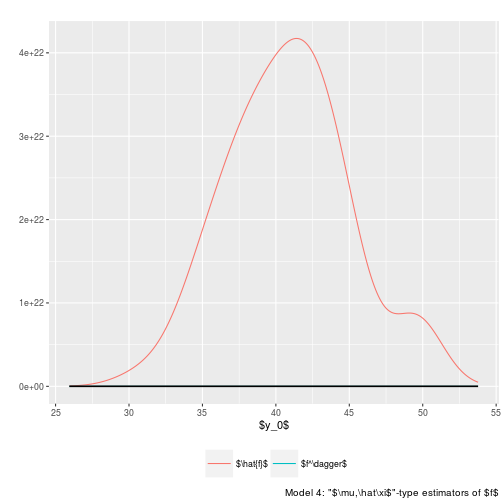 4e+22
3e+22
2e+22
1e+22
0e+00
25 30 35 40 45 50 55
$y_0$
$\hat{f}$ $f^\dagger$
Model 4: "$\mu,\hat\xi$"-type estimators of $f$